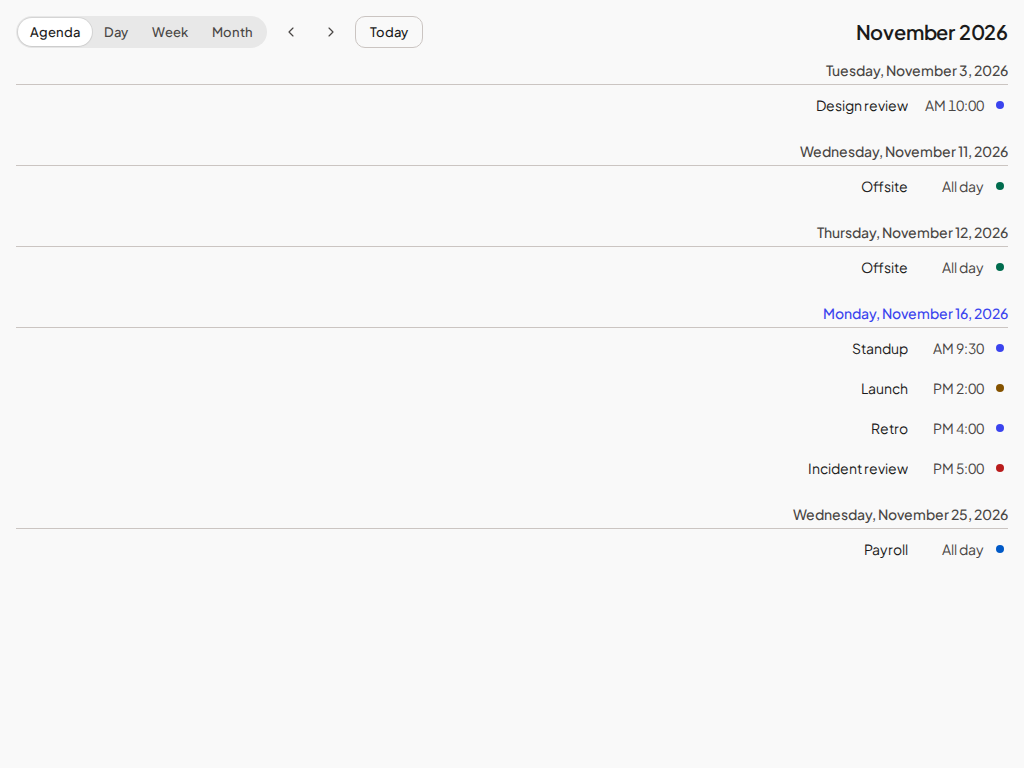 Agenda Day Week Month Today November 2026
Tuesday, November 3, 2026
Design review AM 10:00
Wednesday, November 11, 2026
Offsite All day
Thursday, November 12, 2026
Offsite All day
Monday, November 16, 2026
Standup AM 9:30
Launch PM 2:00
Retro PM 4:00
Incident review PM 5:00
Wednesday, November 25, 2026
Payroll All day